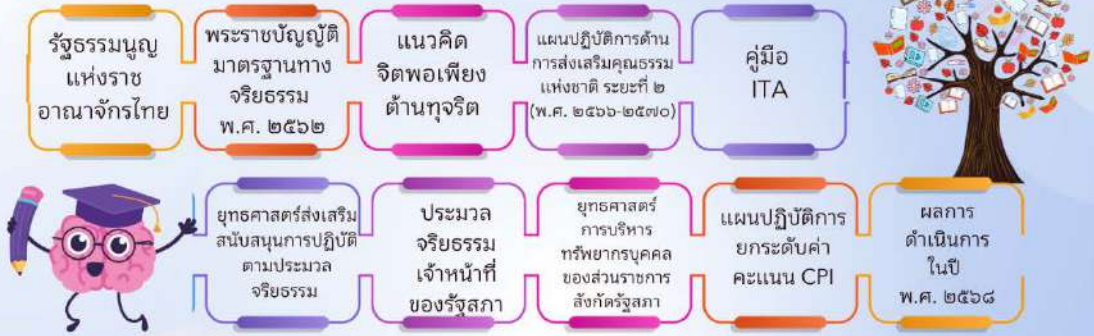 รัฐธรรมนูญ
แห่งราช
อาณาจักรไทย
พระราชบัญญัติ
มาตรฐานทาง
จริยธรรม
พ.ศ. ๒๕๖๒
แนวคิด
จิตพอเพียง
ต้านทุจริต
แผนปฏิบัติการด้าน
การส่งเสริมคุณธรรม
แห่งชาติ ระยะที่ ๒
(พ.ศ. ๒๕๖๖-๒๕๗๐)
คู่มือ
ITA
ยุทธศาสตร์ส่งเสริม
สนับสนุนการปฏิบัติ
ตามประมวล
จริยธรรม
ประมวล
จริยธรรม
เจ้าหน้าที่
ของรัฐสภา
ยุทธศาสตร์
การบริหาร
ทรัพยากรบุคคล
ของส่วนราชการ
สังกัดรัฐสภา
แผนปฏิบัติการ
ยกระดับค่า
คะแนน CPI
ผลการ
ดำเนินการ
ในปี
พ.ศ. ๒๕๖๘